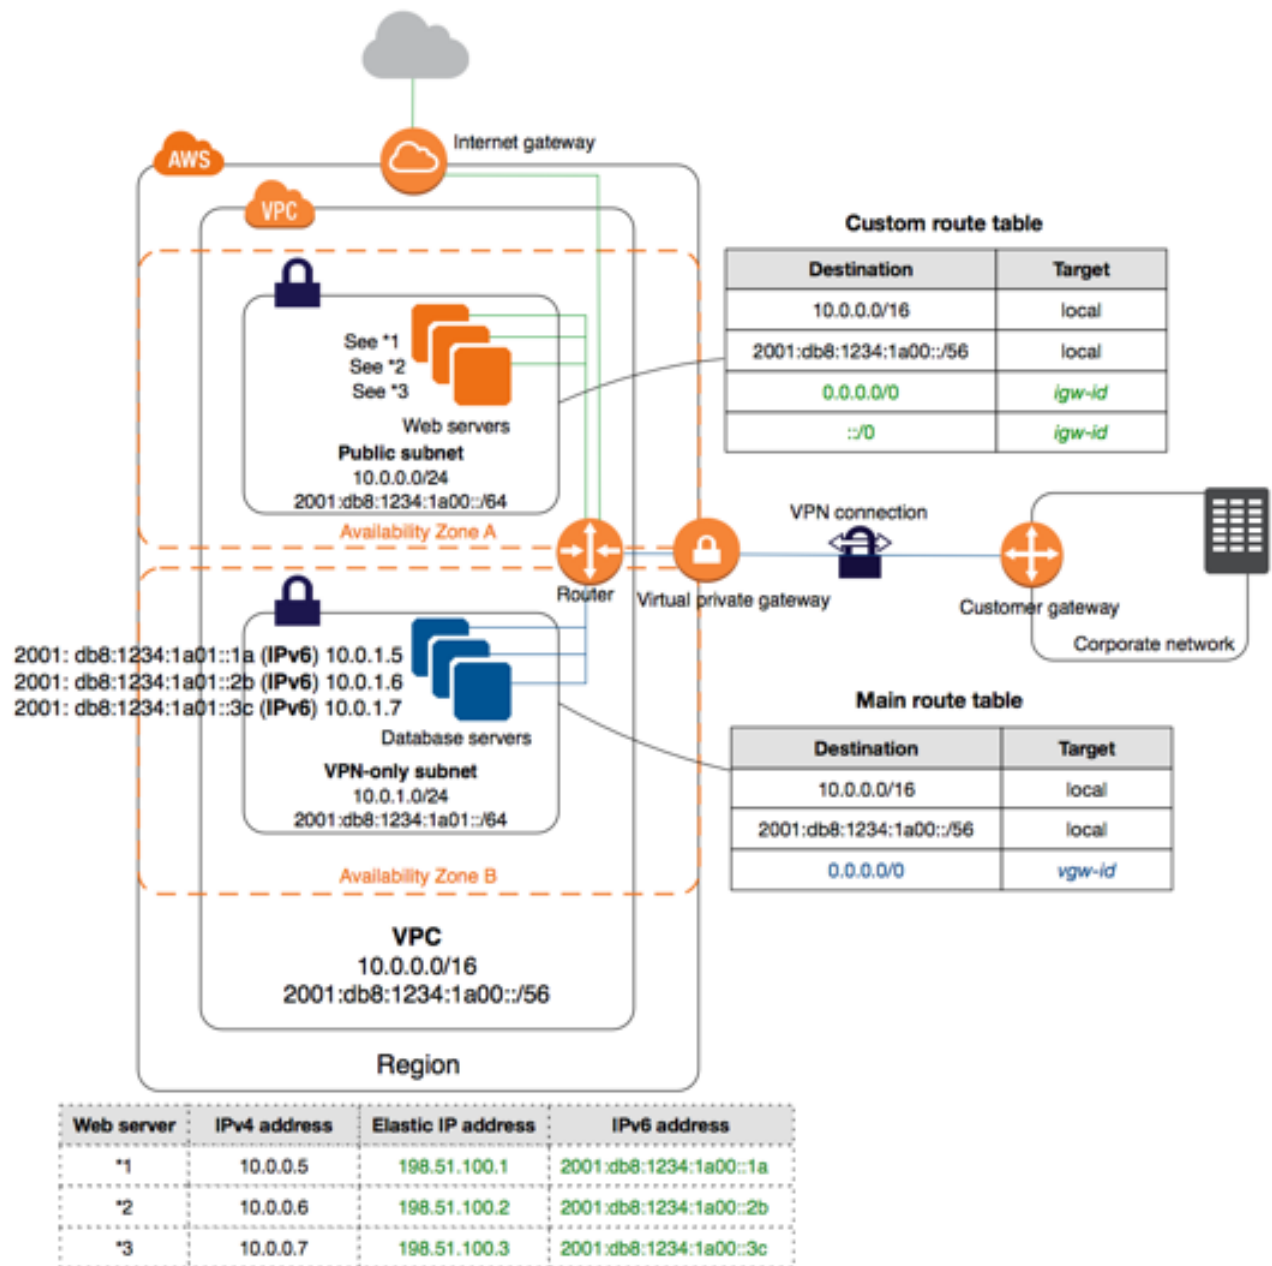 Internet gateway
AWS
VPC
Custom route table
Destination Target
10.0.0.0/16 local
2001:db8:1234:1a00::/56 local
0.0.0.0/0 igw-id
::/0 igw-id
See *1
See *2
See *3
Web servers
Public subnet
10.0.0.0/24
2001:db8:1234:1a00::/64
Availability Zone A
VPN connection
Router
Virtual private gateway
Customer gateway
Corporate network
2001: db8:1234:1a01::1a (IPv6) 10.0.1.5
2001: db8:1234:1a01::2b (IPv6) 10.0.1.6
2001: db8:1234:1a01::3c (IPv6) 10.0.1.7
Database servers
VPN-only subnet
10.0.1.0/24
2001:db8:1234:1a01::/64
Availability Zone B
Main route table
Destination Target
10.0.0.0/16 local
2001:db8:1234:1a00::/56 local
0.0.0.0/0 vgw-id
VPC
10.0.0.0/16
2001:db8:1234:1a00::/56
Region
Web server IPv4 address Elastic IP address IPv6 address
*1 10.0.0.5 198.51.100.1 2001:db8:1234:1a00::1a
*2 10.0.0.6 198.51.100.2 2001:db8:1234:1a00::2b
*3 10.0.0.7 198.51.100.3 2001:db8:1234:1a00::3c